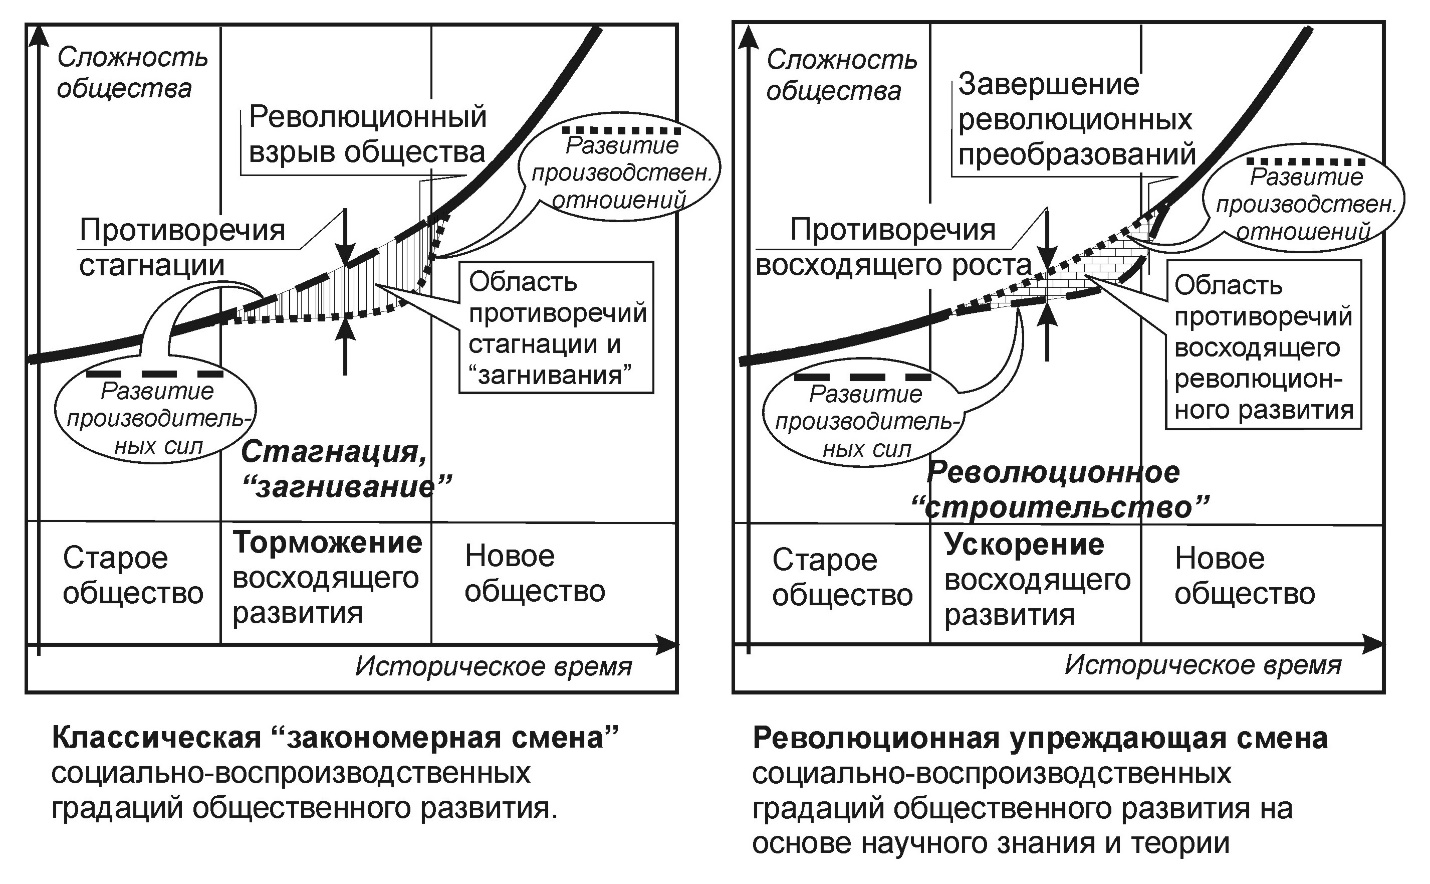 Сложность
общества
Революционный
взрыв общества
Развитие
производствен.
отношений
Противоречия
стагнации
Область
противоречий
стагнации и
“загнивания”
Развитие
производитель-
ных сил
Стагнация,
“загнивание”
Старое
общество
Торможение
восходящего
развития
Новое
общество
Историческое время
Классическая “закономерная смена”
социально-воспроизводственных
градаций общественного развития.
Сложность
общества
Завершение
революционных
преобразований
Развитие
производствен.
отношений
Противоречия
восходящего роста
Область
противоречий
восходящего
революцион-
ного развития
Развитие
производитель-
ных сил
Революционное
“строительство”
Старое
общество
Ускорение
восходящего
развития
Новое
общество
Историческое время
Революционная упреждающая смена
социально-воспроизводственных
градаций общественного развития на
основе научного знания и теории